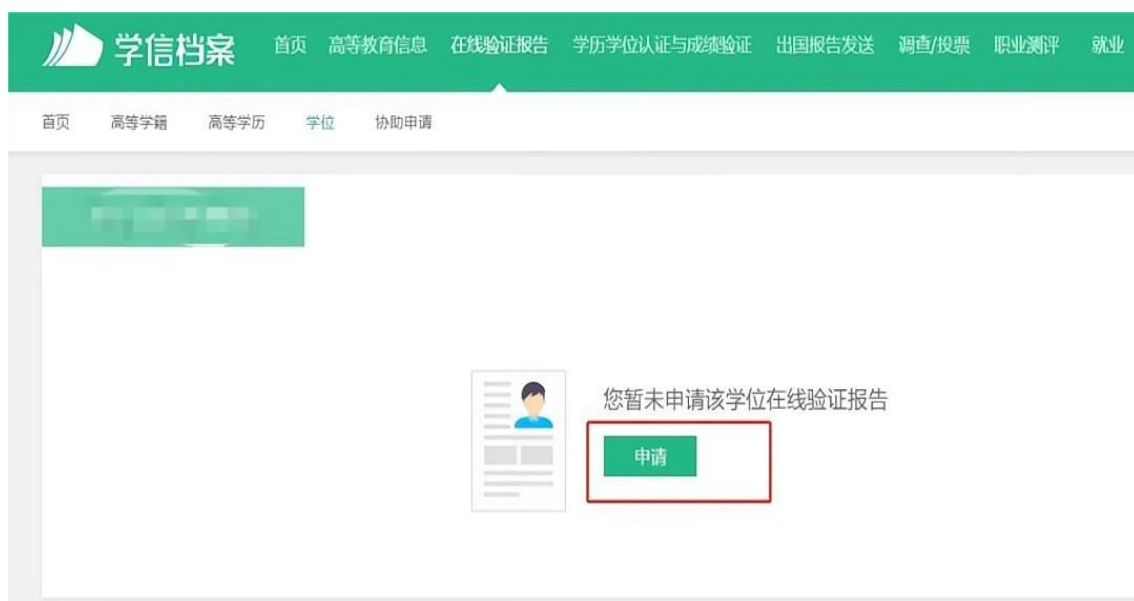 学信档案 首页 高等教育信息 在线验证报告 学历学位认证与成绩验证 出国报告发送 调查/投票 职业测评 就业
首页 高等学籍 高等学历 学位 协助申请
您暂未申请该学位在线验证报告
申请